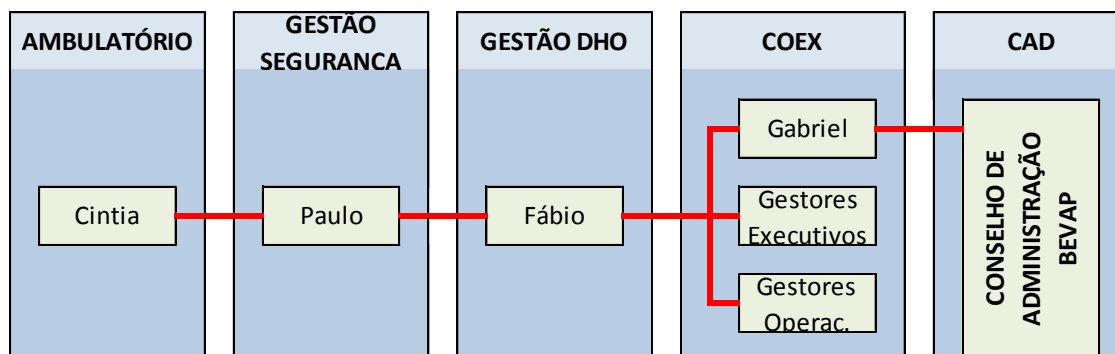 AMBULATÓRIO
GESTÃO
SEGURANCA
GESTÃO DHO
COEX
CAD
Cintia
Paulo
Fábio
Gabriel
Gestores
Executivos
Gestores
Operac.
CONSELHO DE
ADMINISTRAÇÃO
BEVAP